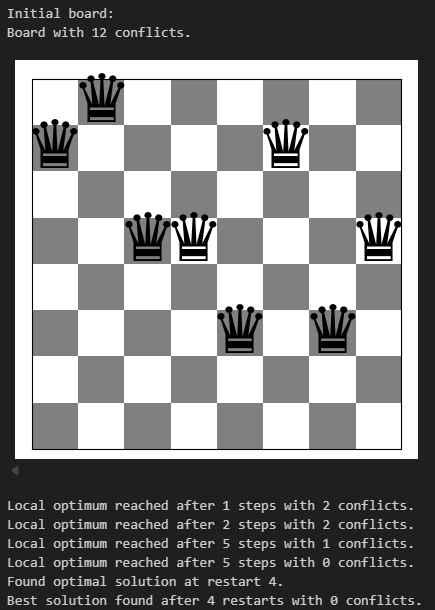 Initial board:
Board with 12 conflicts.
Local optimum reached after 1 steps with 2 conflicts.
Local optimum reached after 2 steps with 2 conflicts.
Local optimum reached after 5 steps with 1 conflicts.
Local optimum reached after 5 steps with 0 conflicts.
Found optimal solution at restart 4.
Best solution found after 4 restarts with 0 conflicts.